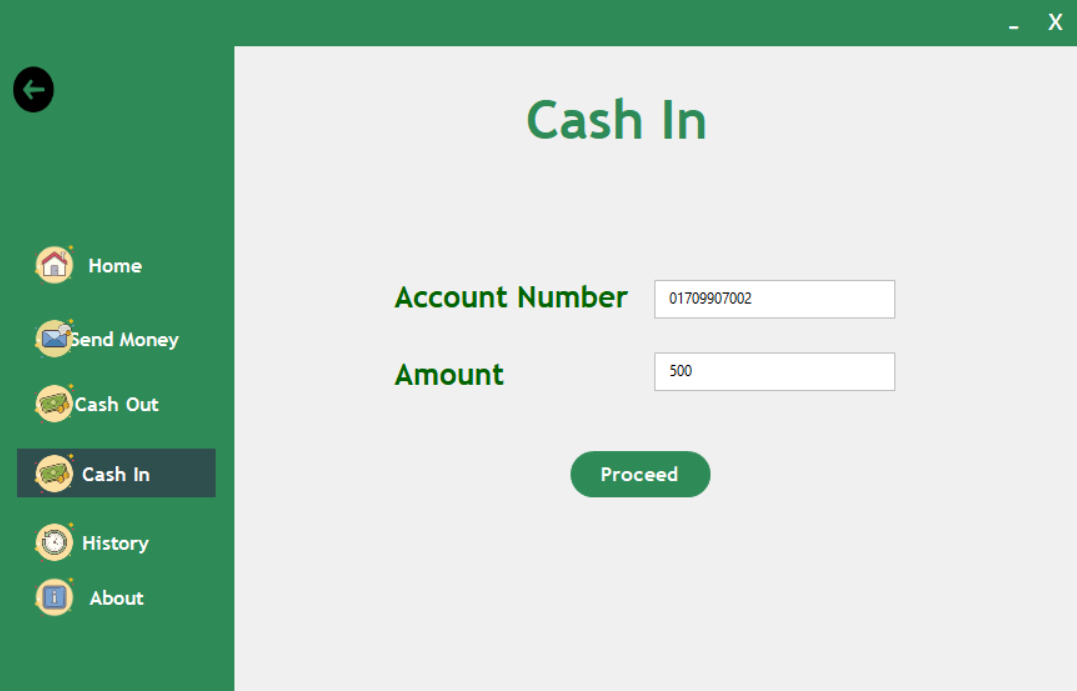 _ X
Cash In
Home
Send Money
Cash Out
Cash In
History
About
Account Number 01709907002
Amount 500
Proceed